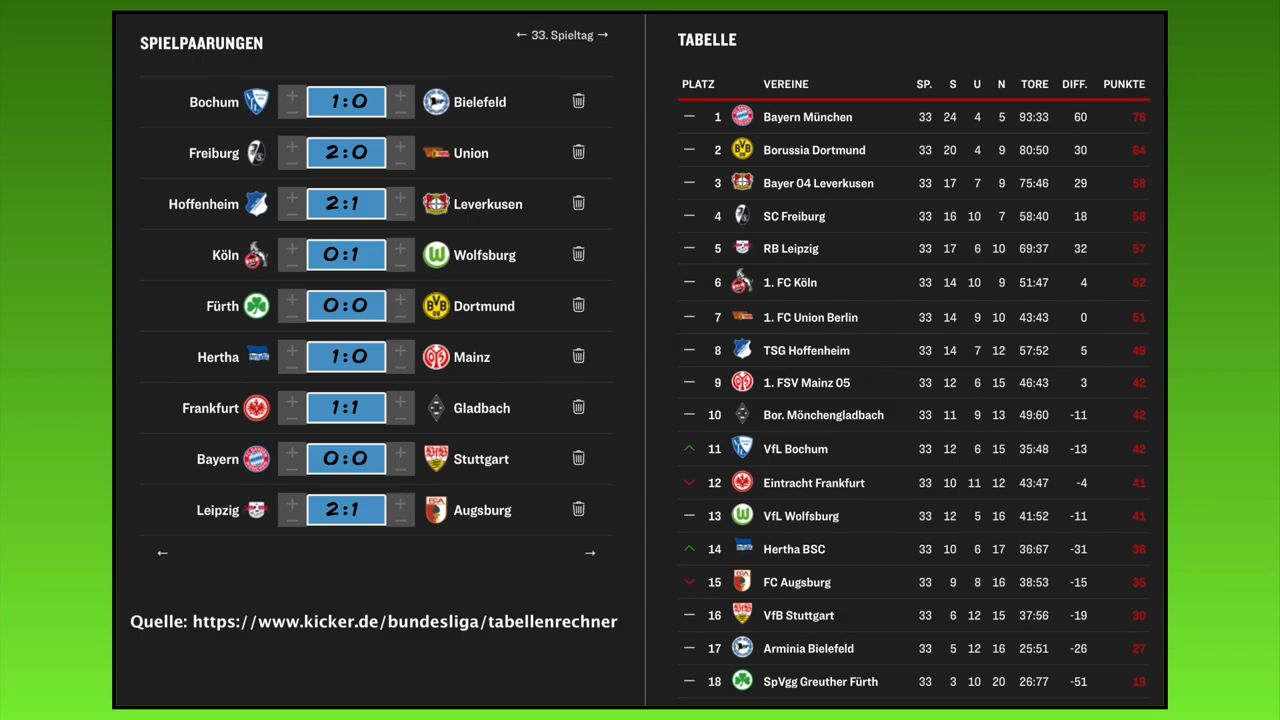 SPIELPAARUNGEN
← 33. Spieltag →
Bochum 1:0 Bielefeld
Freiburg 2:0 Union
Hoffenheim 2:1 Leverkusen
Köln 0:1 Wolfsburg
Fürth 0:0 Dortmund
Hertha 1:0 Mainz
Frankfurt 1:1 Gladbach
Bayern 0:0 Stuttgart
Leipzig 2:1 Augsburg
← →
Quelle: https://www.kicker.de/bundesliga/tabellenrechner
TABELLE
PLATZ VEREINE SP. S U N TORE DIFF. PUNKTE
— 1 Bayern München 33 24 4 5 93:33 60 76
— 2 Borussia Dortmund 33 20 4 9 80:50 30 64
— 3 Bayer 04 Leverkusen 33 17 7 9 75:46 29 58
— 4 SC Freiburg 33 16 10 7 58:40 18 58
— 5 RB Leipzig 33 17 6 10 69:37 32 57
— 6 1. FC Köln 33 14 10 9 51:47 4 52
— 7 1. FC Union Berlin 33 14 9 10 43:43 0 51
— 8 TSG Hoffenheim 33 14 7 12 57:52 5 49
— 9 1. FSV Mainz 05 33 12 6 15 46:43 3 42
— 10 Bor. Mönchengladbach 33 11 9 13 49:60 -11 42
11 VfL Bochum 33 12 6 15 35:48 -13 42
12 Eintracht Frankfurt 33 10 11 12 43:47 -4 41
— 13 VfL Wolfsburg 33 12 5 16 41:52 -11 41
14 Hertha BSC 33 10 6 17 36:67 -31 36
15 FC Augsburg 33 9 8 16 38:53 -15 35
— 16 VfB Stuttgart 33 6 12 15 37:56 -19 30
— 17 Arminia Bielefeld 33 5 12 16 25:51 -26 27
— 18 SpVgg Greuther Fürth 33 3 10 20 26:77 -51 19